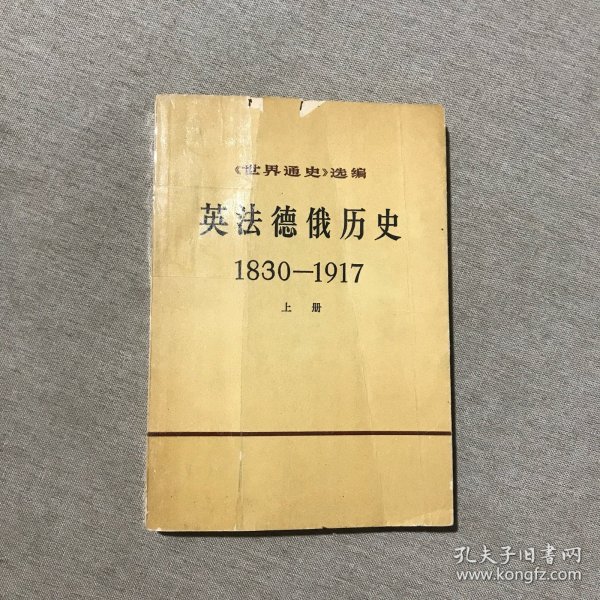 《世界通史》选编
英法德俄历史
1830—1917
上册
孔夫子旧书网
www.kongfz.com